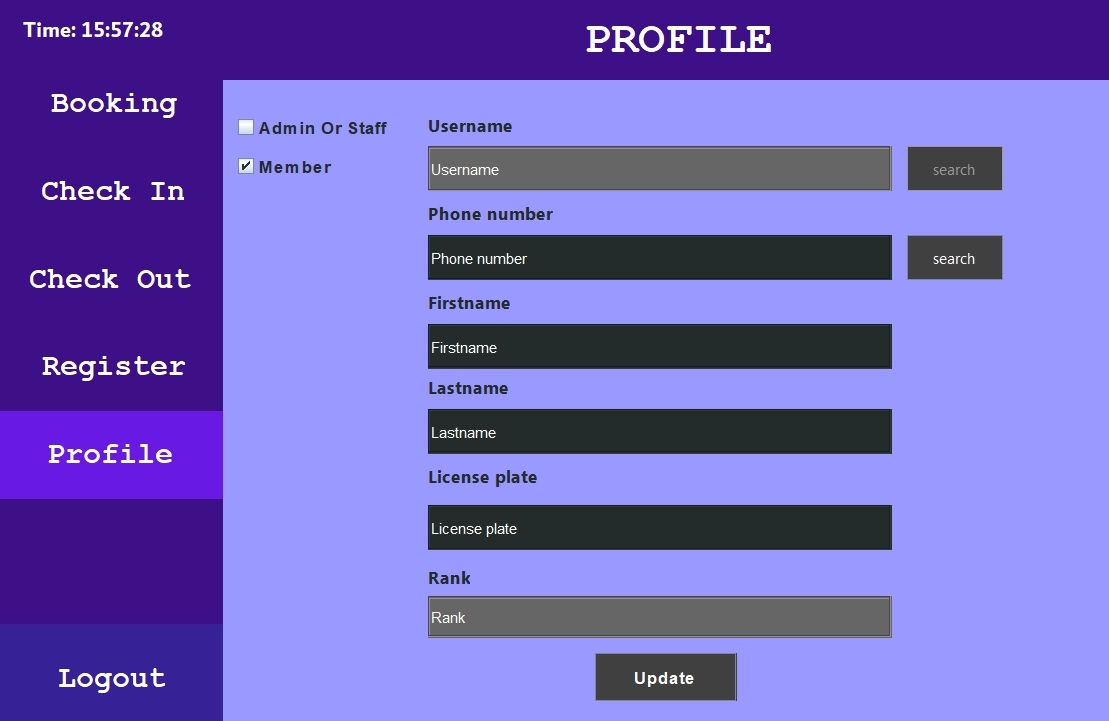 Time: 15:57:28
PROFILE
Booking
Check In
Check Out
Register
Profile
Logout
Admin Or Staff
Member
Username
Username
search
Phone number
Phone number
search
Firstname
Firstname
Lastname
Lastname
License plate
License plate
Rank
Rank
Update